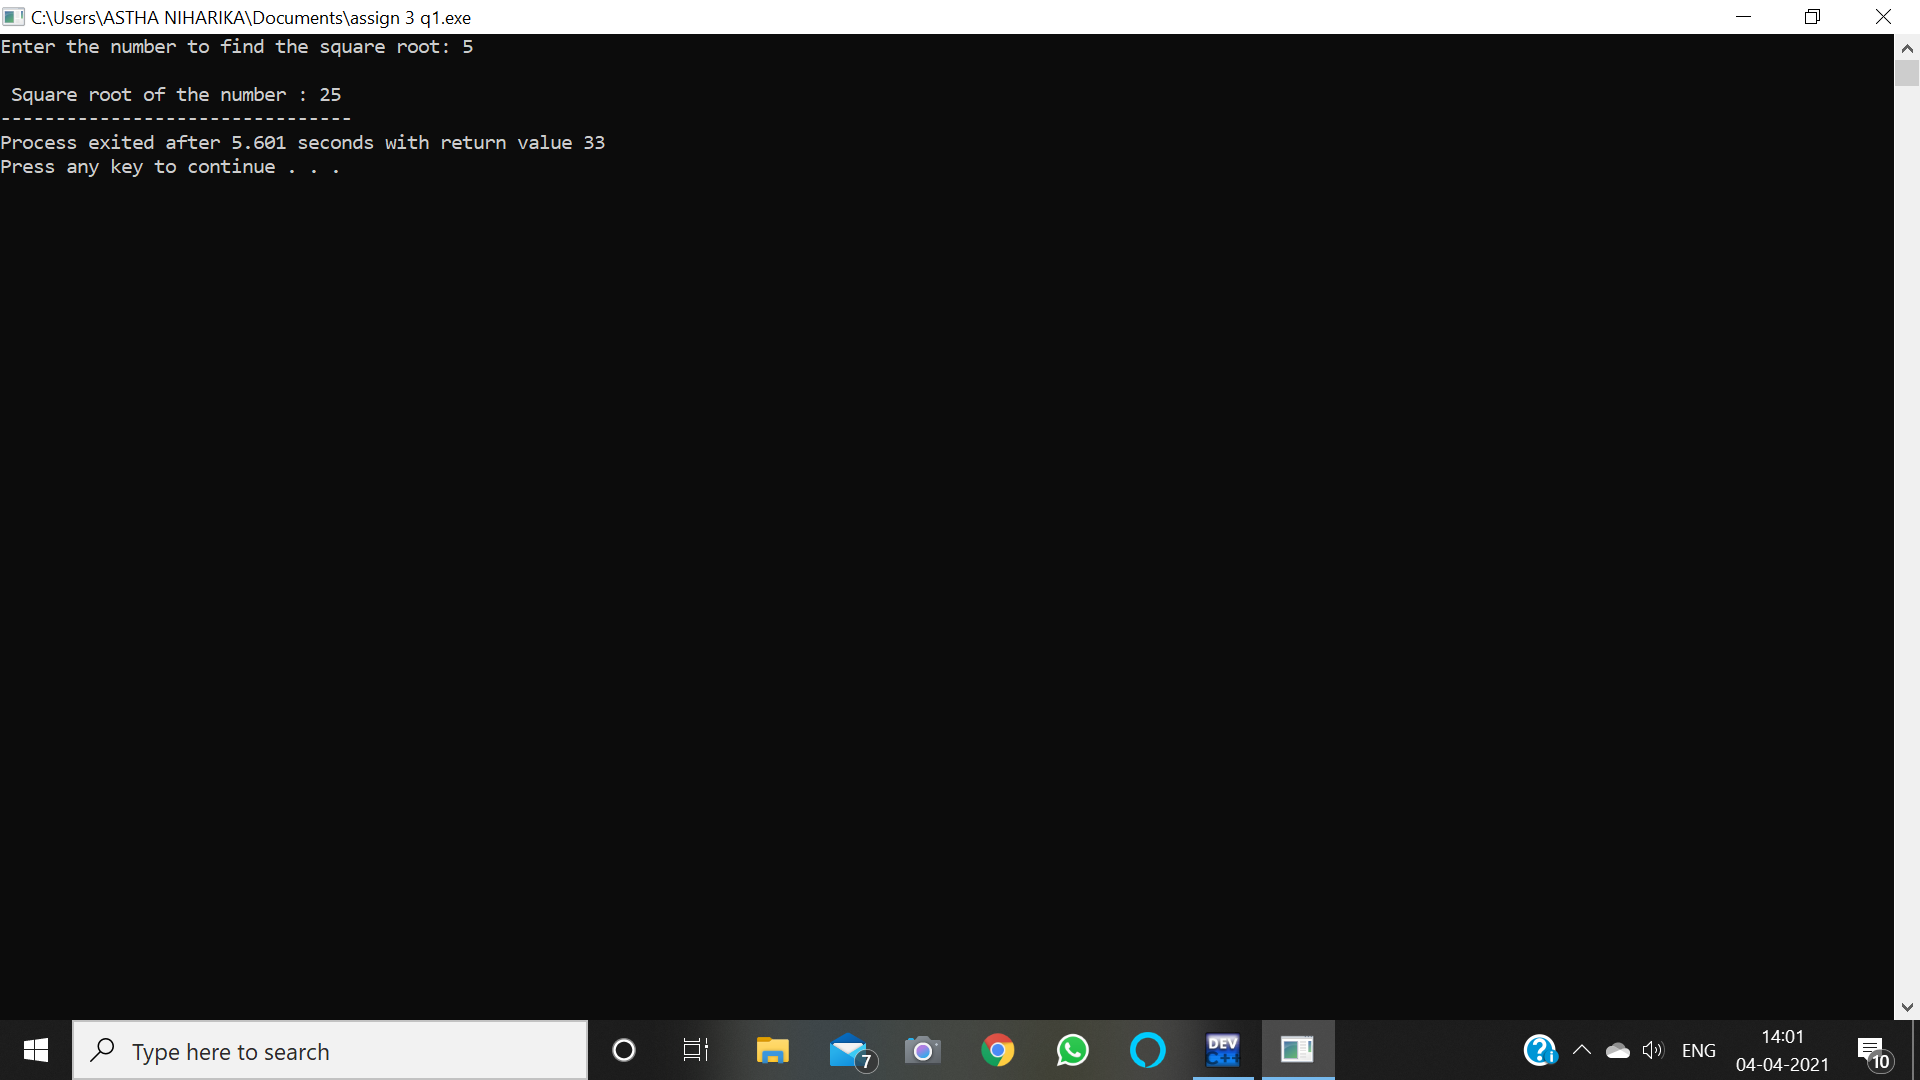 C:\Users\ASTHA NIHARIKA\Documents\assign 3 q1.exe
Enter the number to find the square root: 5
 Square root of the number : 25
--------------------------------
Process exited after 5.601 seconds with return value 33
Press any key to continue . . .
Type here to search
7
DEV
C++
ENG
14:01
04-04-2021
10